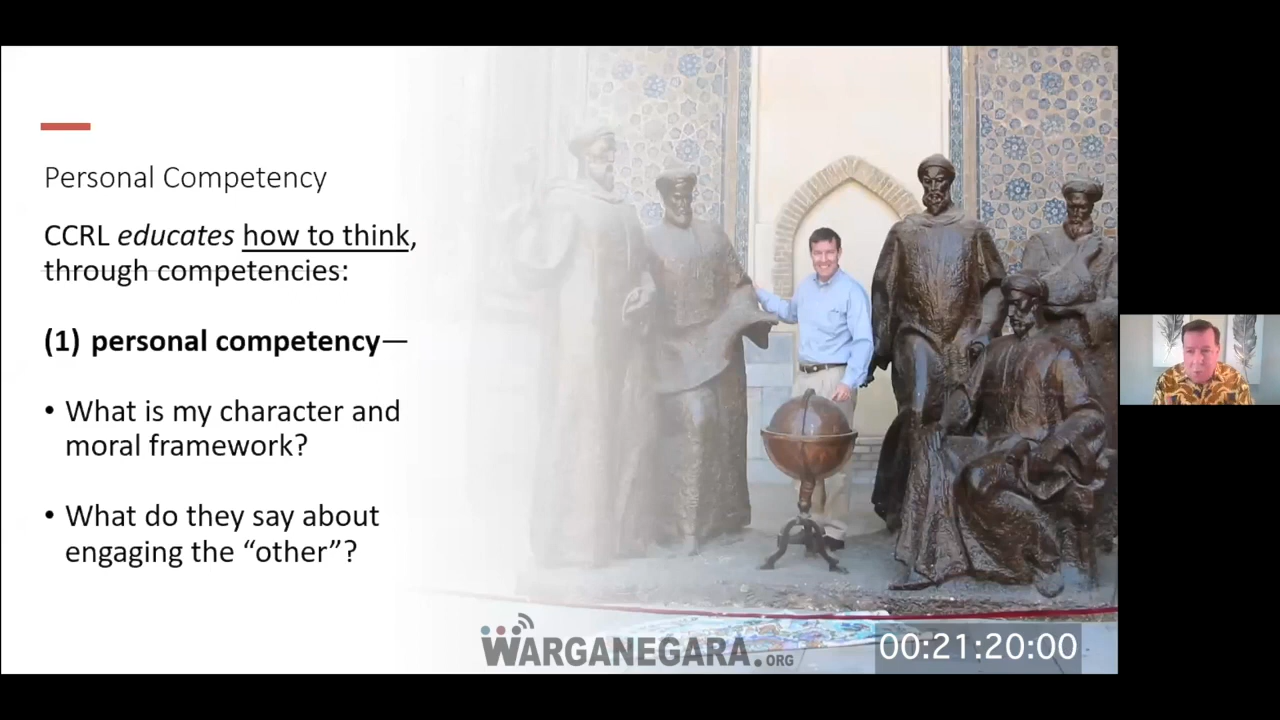 Personal Competency
CCRL educates how to think,
through competencies:
(1) personal competency—
• What is my character and
moral framework?
• What do they say about
engaging the “other”?
WARGANEGARA.ORG
00:21:20:00